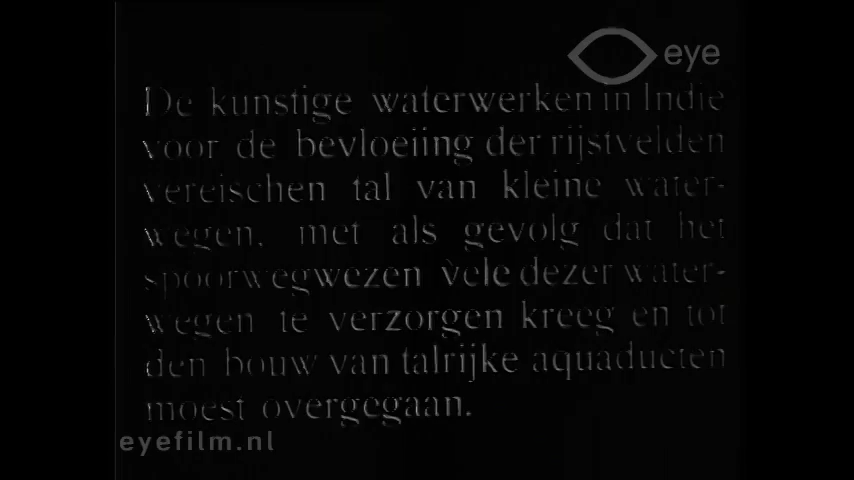 eye
De kunstige waterwerken in Indië
voor de bevloeiing der rijstvelden
vereischen tal van kleine water-
wegen, met als gevolg dat het
spoorwegwezen vele dezer water-
wegen te verzorgen kreeg en tot
den bouw van talrijke aquaducten
moest overgegaan.
eyefilm.nl